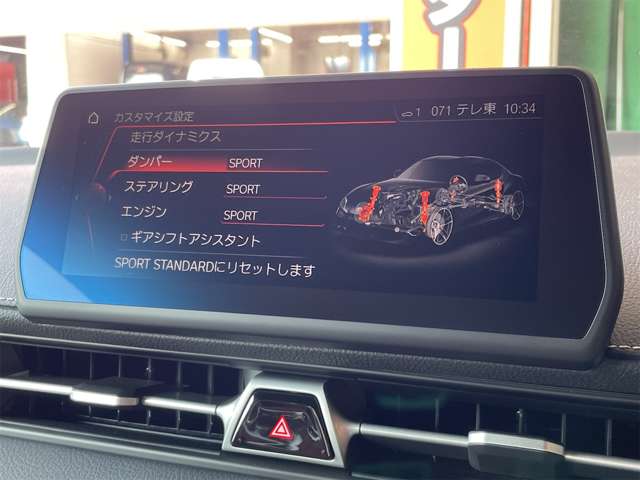 ター
カスタマイズ設定
1 071 テレ東 10:34
走行ダイナミクス
ダンパー SPORT
ステアリング SPORT
エンジン SPORT
ギアシフトアシスタント
SPORT STANDARDにリセットします